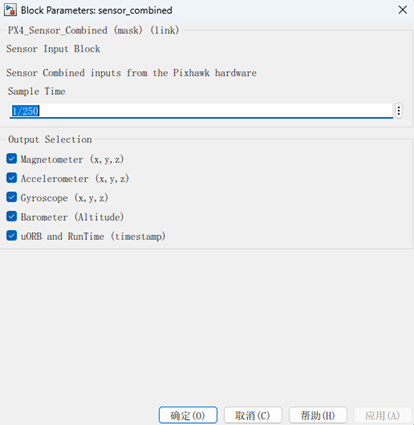 Block Parameters: sensor_combined
PX4_Sensor_Combined (mask) (link)
Sensor Input Block
Sensor Combined inputs from the Pixhawk hardware
Sample Time
1/250
Output Selection
Magnetometer (x,y,z)
Accelerometer (x,y,z)
Gyroscope (x,y,z)
Barometer (Altitude)
uORB and RunTime (timestamp)
确定(O) 取消(C) 帮助(H) 应用(A)